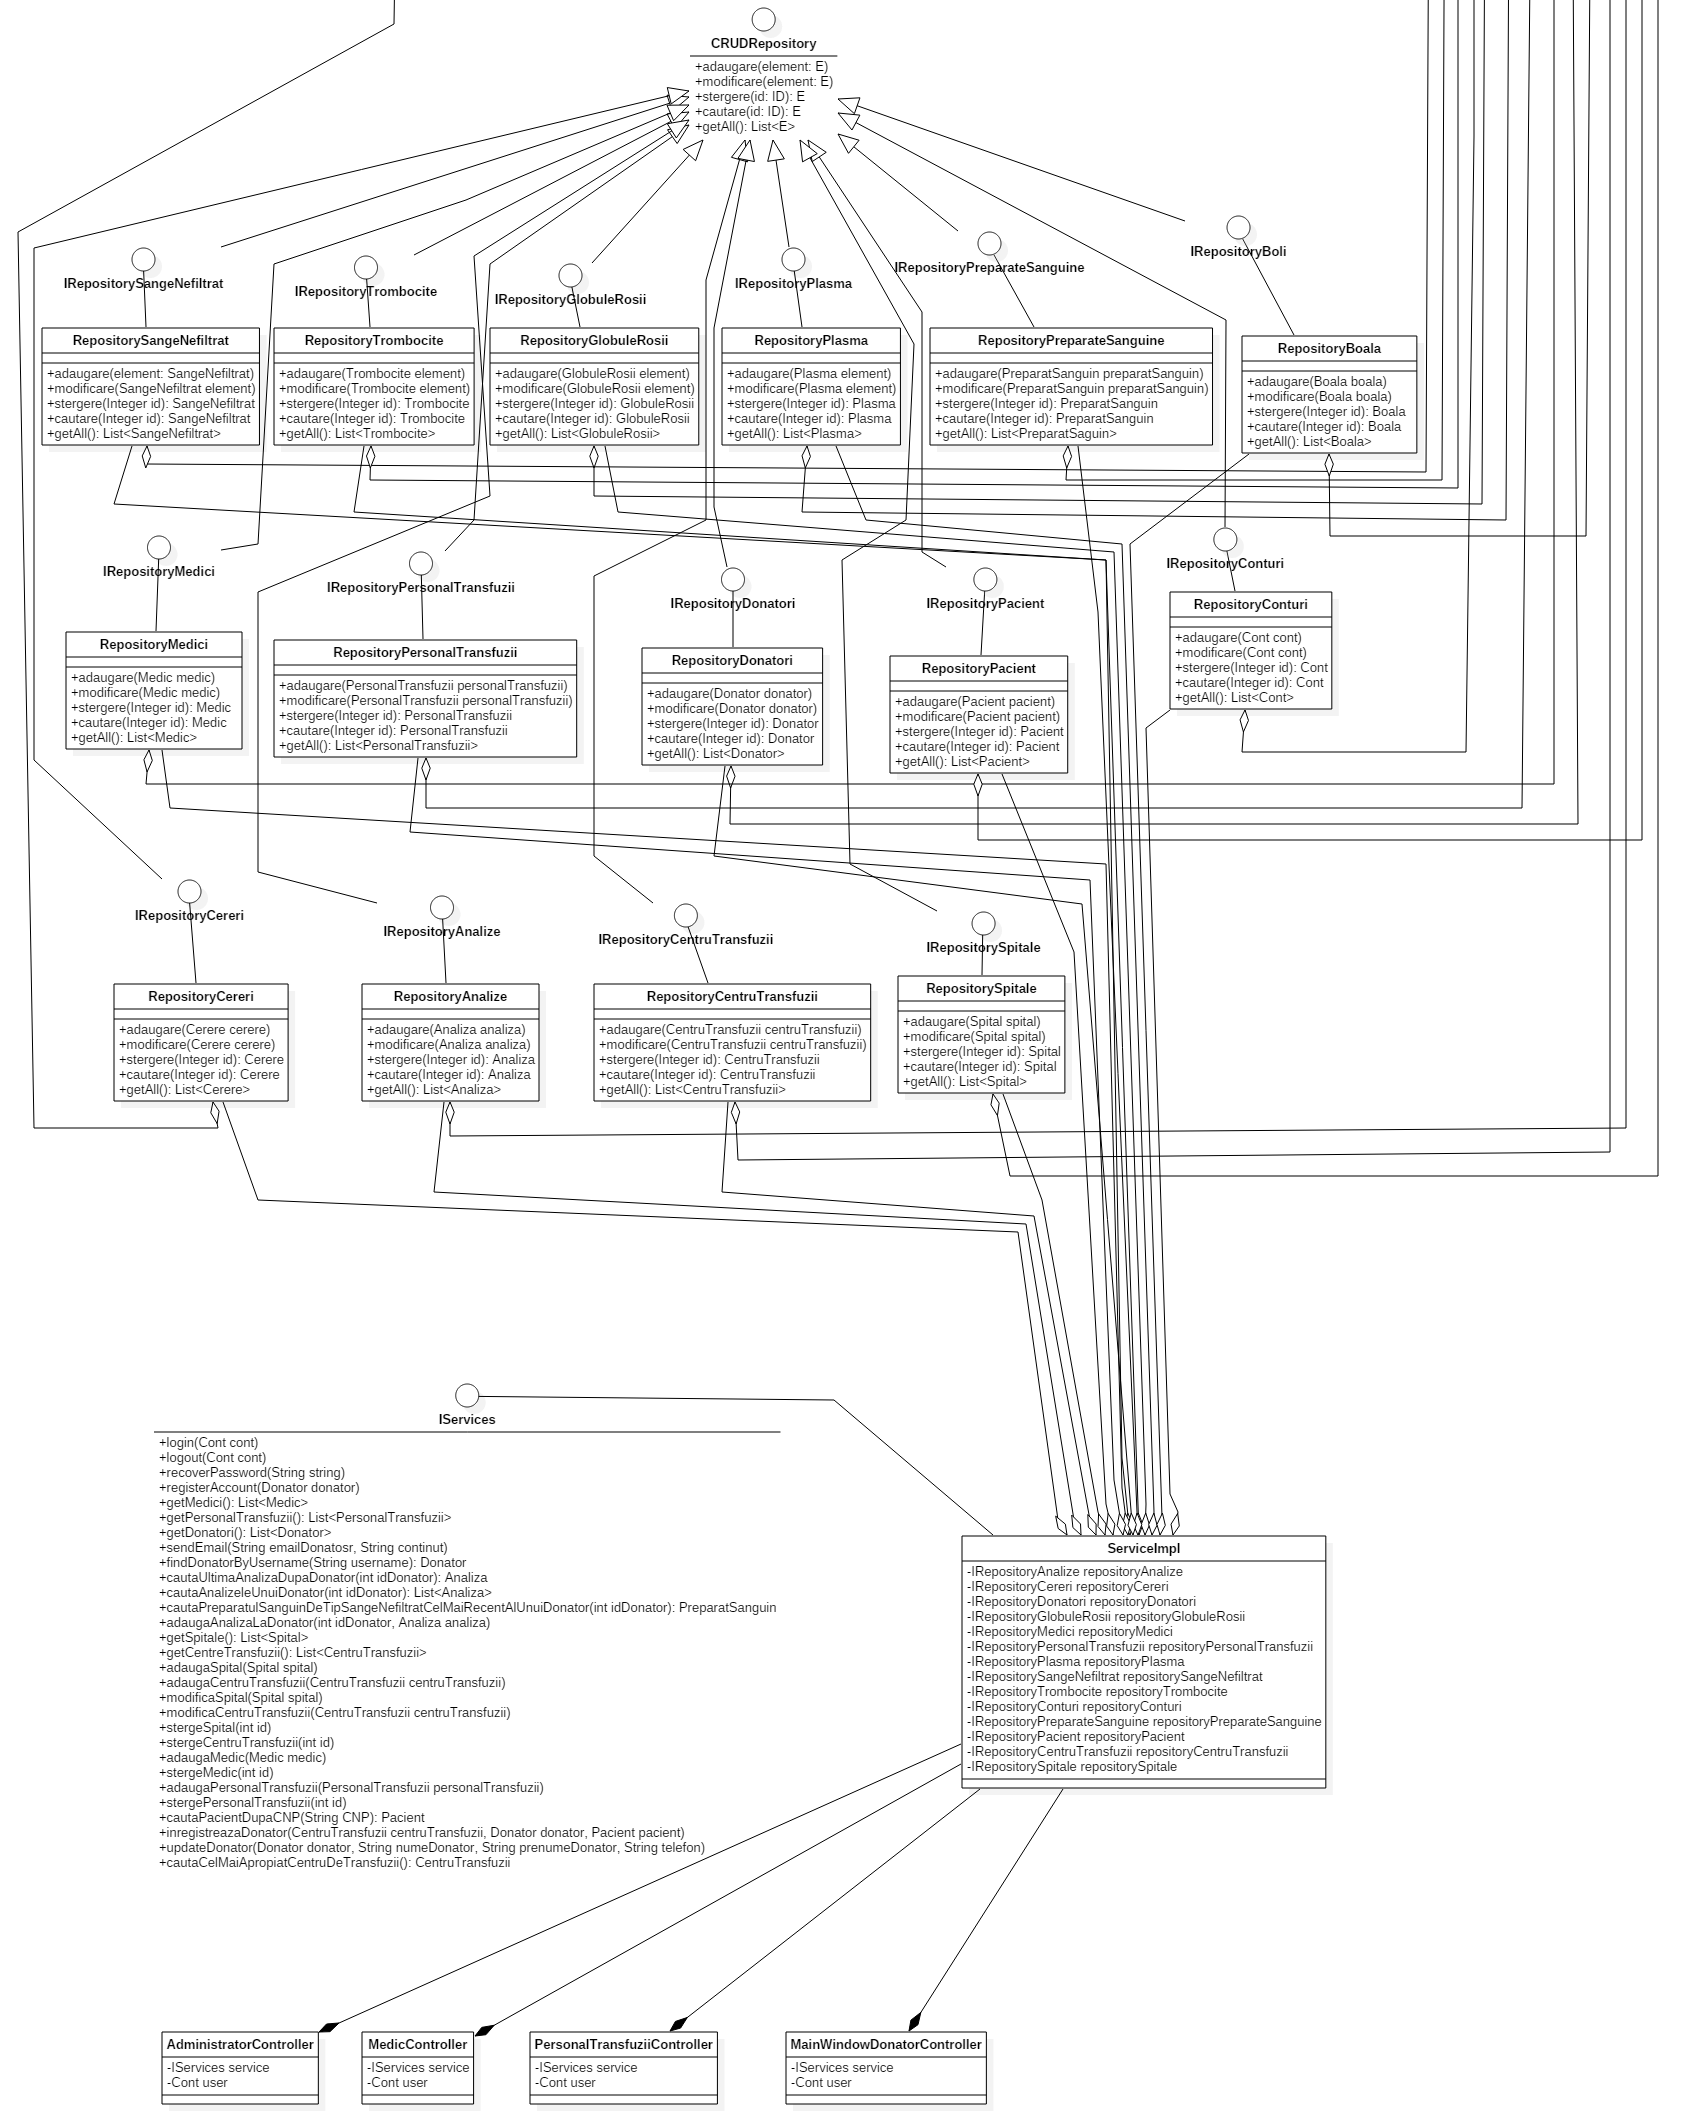 CRUDRepository
+adaugare(element: E)
+modificare(element: E)
+stergere(id: ID): E
+cautare(id: ID): E
+getAll(): List<E>
IRepositorySangeNefiltrat
IRepositoryTrombocite
IRepositoryGlobuleRosii
IRepositoryPlasma
IRepositoryPreparateSanguine
IRepositoryBoli
RepositorySangeNefiltrat
+adaugare(element: SangeNefiltrat)
+modificare(SangeNefiltrat element)
+stergere(Integer id): SangeNefiltrat
+cautare(Integer id): SangeNefiltrat
+getAll(): List<SangeNefiltrat>
RepositoryTrombocite
+adaugare(Trombocite element)
+modificare(Trombocite element)
+stergere(Integer id): Trombocite
+cautare(Integer id): Trombocite
+getAll(): List<Trombocite>
RepositoryGlobuleRosii
+adaugare(GlobuleRosii element)
+modificare(GlobuleRosii element)
+stergere(Integer id): GlobuleRosii
+cautare(Integer id): GlobuleRosii
+getAll(): List<GlobuleRosii>
RepositoryPlasma
+adaugare(Plasma element)
+modificare(Plasma element)
+stergere(Integer id): Plasma
+cautare(Integer id): Plasma
+getAll(): List<Plasma>
RepositoryPreparateSanguine
+adaugare(PreparatSanguin preparatSanguin)
+modificare(PreparatSanguin preparatSanguin)
+stergere(Integer id): PreparatSanguin
+cautare(Integer id): PreparatSanguin
+getAll(): List<PreparatSaguin>
RepositoryBoala
+adaugare(Boala boala)
+modificare(Boala boala)
+stergere(Integer id): Boala
+cautare(Integer id): Boala
+getAll(): List<Boala>
IRepositoryMedici
IRepositoryPersonalTransfuzii
IRepositoryDonatori
IRepositoryPacient
IRepositoryConturi
RepositoryMedici
+adaugare(Medic medic)
+modificare(Medic medic)
+stergere(Integer id): Medic
+cautare(Integer id): Medic
+getAll(): List<Medic>
RepositoryPersonalTransfuzii
+adaugare(PersonalTransfuzii personalTransfuzii)
+modificare(PersonalTransfuzii personalTransfuzii)
+stergere(Integer id): PersonalTransfuzii
+cautare(Integer id): PersonalTransfuzii
+getAll(): List<PersonalTransfuzii>
RepositoryDonatori
+adaugare(Donator donator)
+modificare(Donator donator)
+stergere(Integer id): Donator
+cautare(Integer id): Donator
+getAll(): List<Donator>
RepositoryPacient
+adaugare(Pacient pacient)
+modificare(Pacient pacient)
+stergere(Integer id): Pacient
+cautare(Integer id): Pacient
+getAll(): List<Pacient>
RepositoryConturi
+adaugare(Cont cont)
+modificare(Cont cont)
+stergere(Integer id): Cont
+cautare(Integer id): Cont
+getAll(): List<Cont>
IRepositoryCereri
IRepositoryAnalize
IRepositoryCentruTransfuzii
IRepositorySpitale
RepositoryCereri
+adaugare(Cerere cerere)
+modificare(Cerere cerere)
+stergere(Integer id): Cerere
+cautare(Integer id): Cerere
+getAll(): List<Cerere>
RepositoryAnalize
+adaugare(Analiza analiza)
+modificare(Analiza analiza)
+stergere(Integer id): Analiza
+cautare(Integer id): Analiza
+getAll(): List<Analiza>
RepositoryCentruTransfuzii
+adaugare(CentruTransfuzii centruTransfuzii)
+modificare(CentruTransfuzii centruTransfuzii)
+stergere(Integer id): CentruTransfuzii
+cautare(Integer id): CentruTransfuzii
+getAll(): List<CentruTransfuzii>
RepositorySpitale
+adaugare(Spital spital)
+modificare(Spital spital)
+stergere(Integer id): Spital
+cautare(Integer id): Spital
+getAll(): List<Spital>
IServices
+login(Cont cont)
+logout(Cont cont)
+recoverPassword(String string)
+registerAccount(Donator donator)
+getMedici(): List<Medic>
+getPersonalTransfuzii(): List<PersonalTransfuzii>
+getDonatori(): List<Donator>
+sendEmail(String emailDonatosr, String continut)
+findDonatorByUsername(String username): Donator
+cautaUltimaAnalizaDupaDonator(int idDonator): Analiza
+cautaAnalizeleUnuiDonator(int idDonator): List<Analiza>
+cautaPreparatulSanguinDeTipSangeNefiltratCelMaiRecentAlUnuiDonator(int idDonator): PreparatSanguin
+adaugaAnalizaLaDonator(int idDonator, Analiza analiza)
+getSpitale(): List<Spital>
+getCentreTransfuzii(): List<CentruTransfuzii>
+adaugaSpital(Spital spital)
+adaugaCentruTransfuzii(CentruTransfuzii centruTransfuzii)
+modificaSpital(Spital spital)
+modificaCentruTransfuzii(CentruTransfuzii centruTransfuzii)
+stergeSpital(int id)
+stergeCentruTransfuzii(int id)
+adaugaMedic(Medic medic)
+stergeMedic(int id)
+adaugaPersonalTransfuzii(PersonalTransfuzii personalTransfuzii)
+stergePersonalTransfuzii(int id)
+cautaPacientDupaCNP(String CNP): Pacient
+inregistreazaDonator(CentruTransfuzii centruTransfuzii, Donator donator, Pacient pacient)
+updateDonator(Donator donator, String numeDonator, String prenumeDonator, String telefon)
+cautaCelMaiApropiatCentruDeTransfuzii(): CentruTransfuzii
ServiceImpl
-IRepositoryAnalize repositoryAnalize
-IRepositoryCereri repositoryCereri
-IRepositoryDonatori repositoryDonatori
-IRepositoryGlobuleRosii repositoryGlobuleRosii
-IRepositoryMedici repositoryMedici
-IRepositoryPersonalTransfuzii repositoryPersonalTransfuzii
-IRepositoryPlasma repositoryPlasma
-IRepositorySangeNefiltrat repositorySangeNefiltrat
-IRepositoryTrombocite repositoryTrombocite
-IRepositoryConturi repositoryConturi
-IRepositoryPreparateSanguine repositoryPreparateSanguine
-IRepositoryPacient repositoryPacient
-IRepositoryCentruTransfuzii repositoryCentruTransfuzii
-IRepositorySpitale repositorySpitale
AdministratorController
-IServices service
-Cont user
MedicController
-IServices service
-Cont user
PersonalTransfuziiController
-IServices service
-Cont user
MainWindowDonatorController
-IServices service
-Cont user